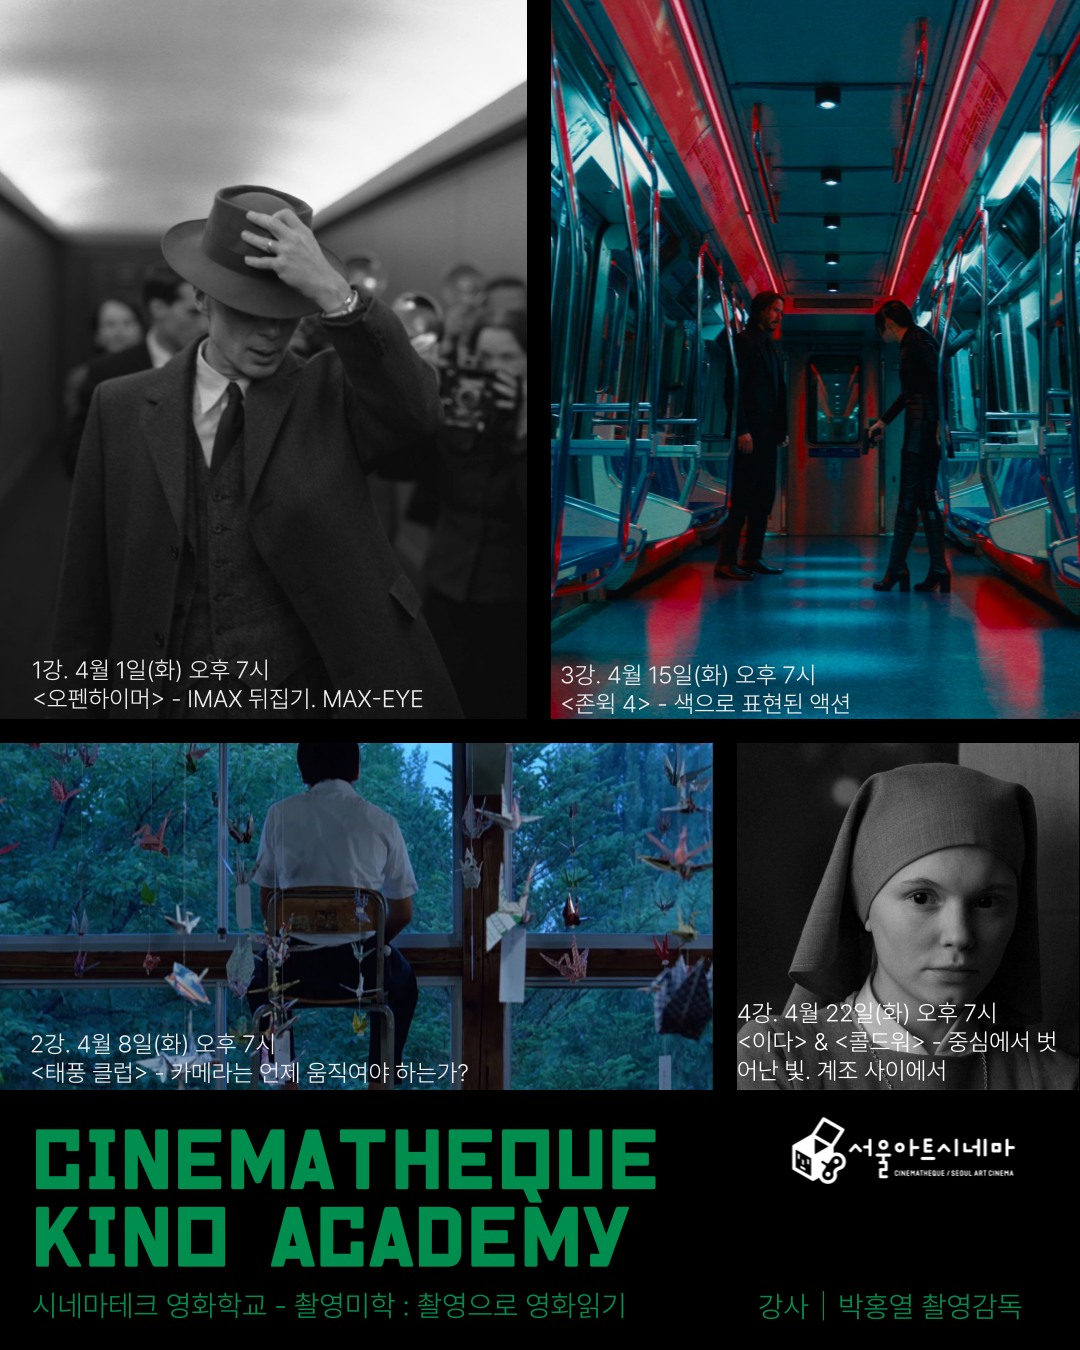 1강. 4월 1일(화) 오후 7시
<오펜하이머> - IMAX 뒤집기. MAX-EYE
3강. 4월 15일(화) 오후 7시
<존윅 4> - 색으로 표현된 액션
2강. 4월 8일(화) 오후 7시
<태풍 클럽> - 카메라는 언제 움직여야 하는가?
4강. 4월 22일(화) 오후 7시
<이다> & <콜드워> - 중심에서 벗
어난 빛. 계조 사이에서
CINEMATHEQUE
KINO ACADEMY
서울아트시네마
CINEMATHEQUE / SEOUL ART CINEMA
시네마테크 영화학교 - 촬영미학 : 촬영으로 영화읽기
강사 | 박홍열 촬영감독